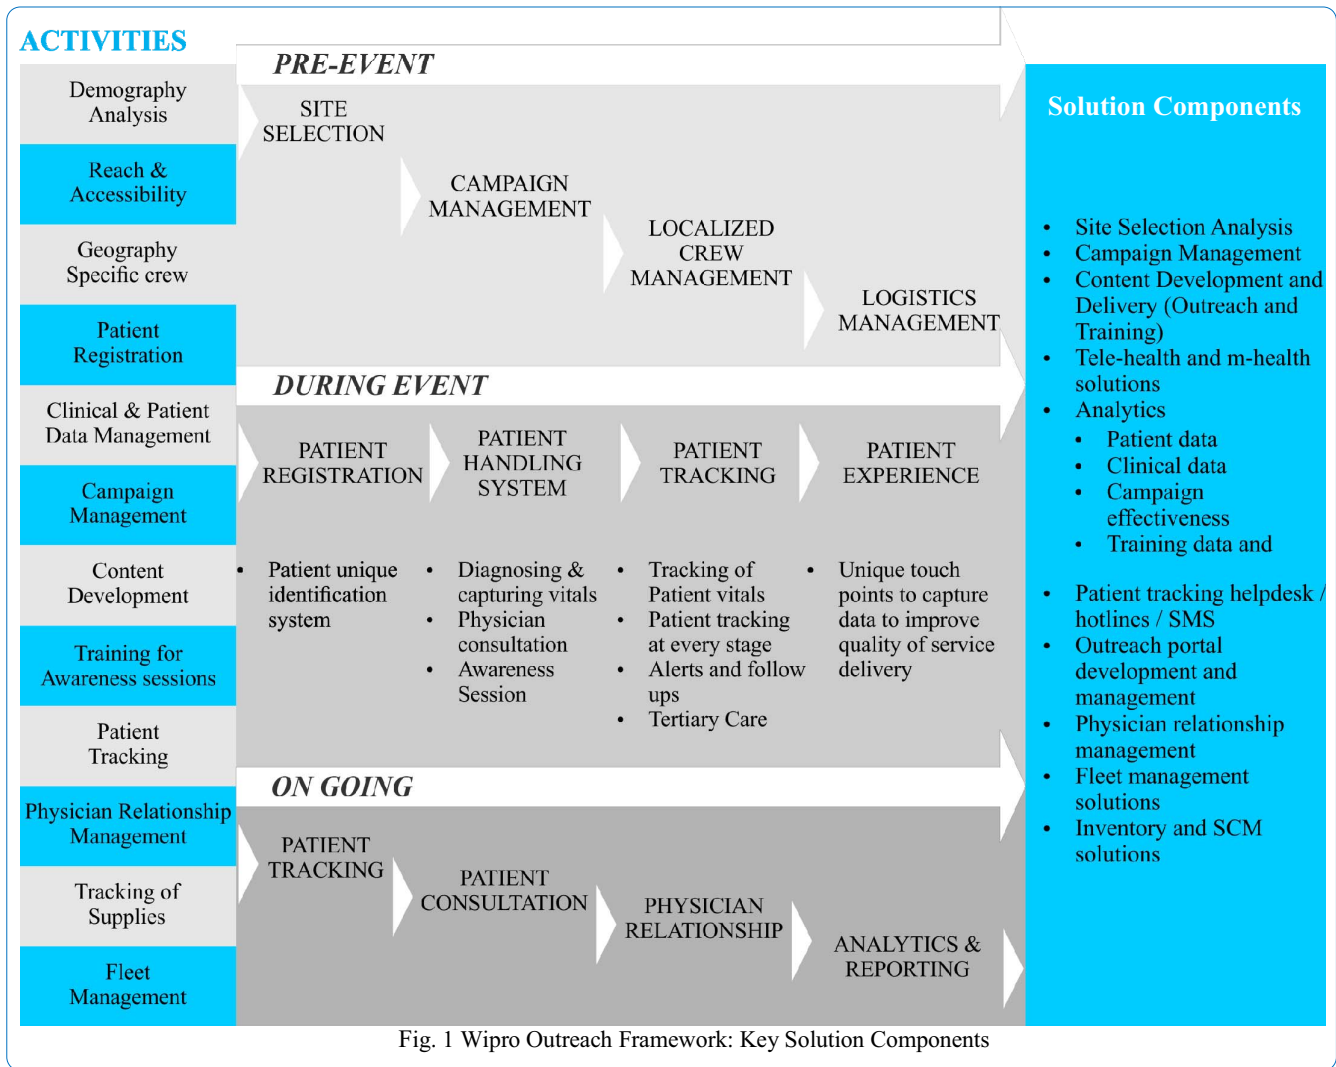 ACTIVITIES
Demography
Analysis
Reach &
Accessibility
Geography
Specific crew
Patient
Registration
Clinical & Patient
Data Management
Campaign
Management
Content
Development
Training for
Awareness sessions
Patient
Tracking
Physician Relationship
Management
Tracking of
Supplies
Fleet
Management
PRE-EVENT
SITE
SELECTION
CAMPAIGN
MANAGEMENT
LOCALIZED
CREW
MANAGEMENT
LOGISTICS
MANAGEMENT
DURING EVENT
PATIENT
REGISTRATION
• Patient unique
identification
system
PATIENT
HANDLING
SYSTEM
• Diagnosing &
capturing vitals
• Physician
consultation
• Awareness
Session
PATIENT
TRACKING
• Tracking of
Patient vitals
• Patient tracking
at every stage
• Alerts and follow
ups
• Tertiary Care
PATIENT
EXPERIENCE
• Unique touch
points to capture
data to improve
quality of service
delivery
ON GOING
PATIENT
TRACKING
PATIENT
CONSULTATION
PHYSICIAN
RELATIONSHIP
ANALYTICS &
REPORTING
Solution Components
• Site Selection Analysis
• Campaign Management
• Content Development and
Delivery (Outreach and
Training)
• Tele-health and m-health
solutions
• Analytics
• Patient data
• Clinical data
• Campaign
effectiveness
• Training data and
• Patient tracking helpdesk /
hotlines / SMS
• Outreach portal
development and
management
• Physician relationship
management
• Fleet management
solutions
• Inventory and SCM
solutions
Fig. 1 Wipro Outreach Framework: Key Solution Components